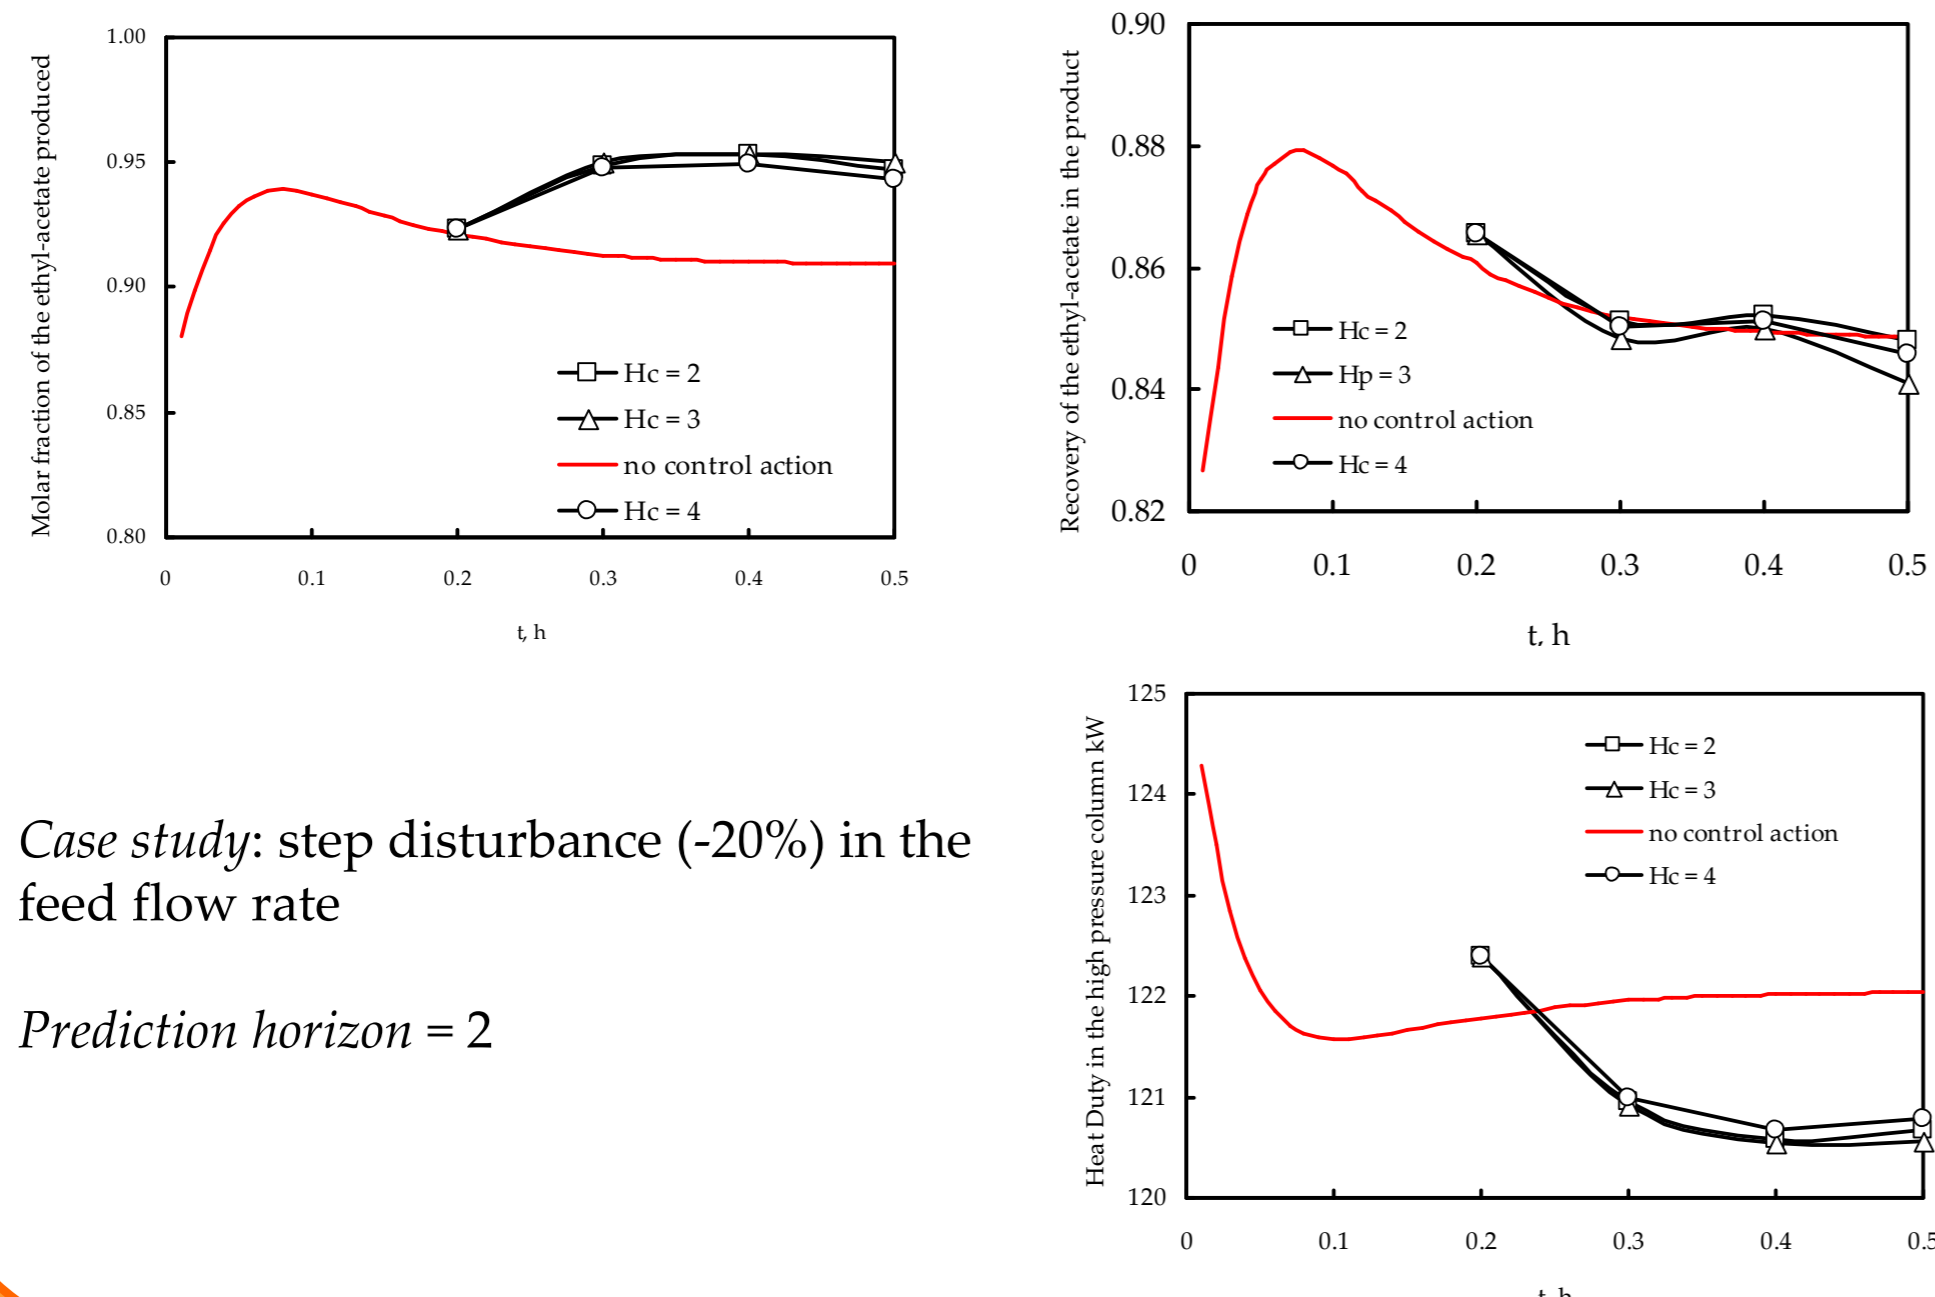 Molar fraction of the ethyl-acetate produced
1.00
0.95
0.90
0.85
0.80
0
0.1
0.2
0.3
0.4
0.5
t, h
Hc = 2
Hc = 3
no control action
Hc = 4
Recovery of the ethyl-acetate in the product
0.90
0.88
0.86
0.84
0.82
0
0.1
0.2
0.3
0.4
0.5
t, h
Hc = 2
Hp = 3
no control action
Hc = 4
Case study: step disturbance (-20%) in the
feed flow rate
Prediction horizon = 2
Heat Duty in the high pressure column kW
125
124
123
122
121
120
0
0.1
0.2
0.3
0.4
0.5
t, h
Hc = 2
Hc = 3
no control action
Hc = 4